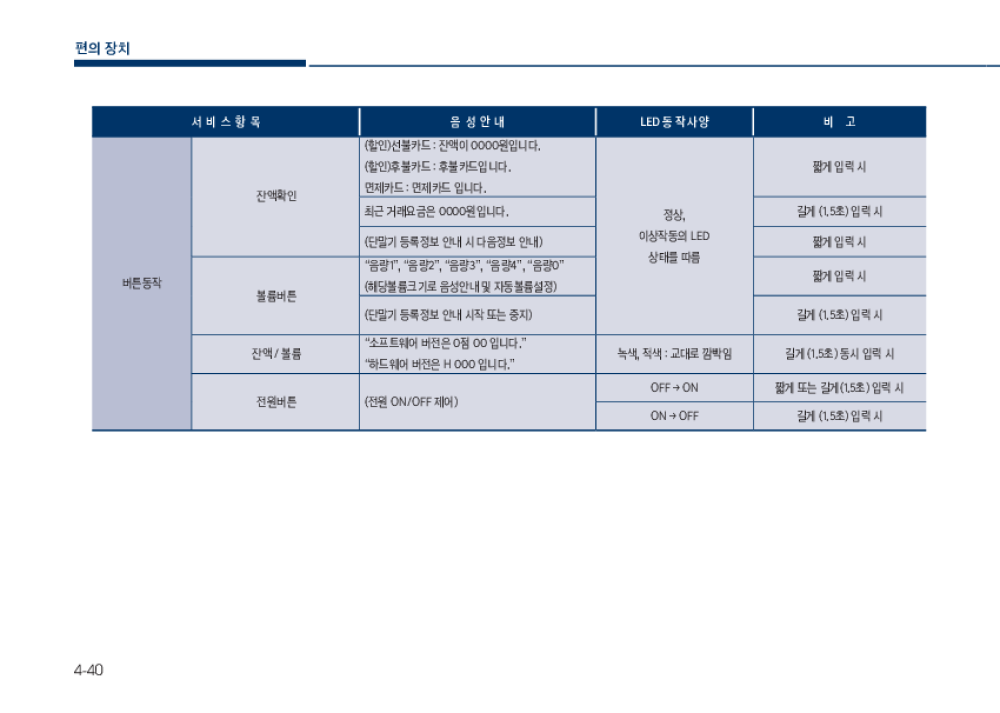 편의 장치
서 비 스 항 목
음 성 안 내
LED 동 작 사 양
비 고
버튼동작
잔액확인
(할인)선불카드 : 잔액이 0000원입니다.
(할인)후불카드 : 후불카드입니다.
면제카드 : 면제카드 입니다.
정상,
이상작동의 LED
상태를 따름
짧게 입력 시
최근 거래요금은 0000원입니다.
길게 (1.5초) 입력 시
(단말기 등록정보 안내 시 다음정보 안내)
짧게 입력 시
볼륨버튼
“음량1”, “음량2”, “음량3”, “음량4”, “음량0”
(해당볼륨크기로 음성안내 및 자동볼륨설정)
짧게 입력 시
(단말기 등록정보 안내 시작 또는 중지)
길게 (1.5초) 입력 시
잔액 / 볼륨
“소프트웨어 버전은 0점 00 입니다.”
“하드웨어 버전은 H 000 입니다.”
녹색, 적색 : 교대로 깜박임
길게 (1.5초) 동시 입력 시
전원버튼
(전원 ON/OFF 제어)
OFF → ON
짧게 또는 길게(1.5초) 입력 시
ON → OFF
길게 (1.5초) 입력 시
4-40